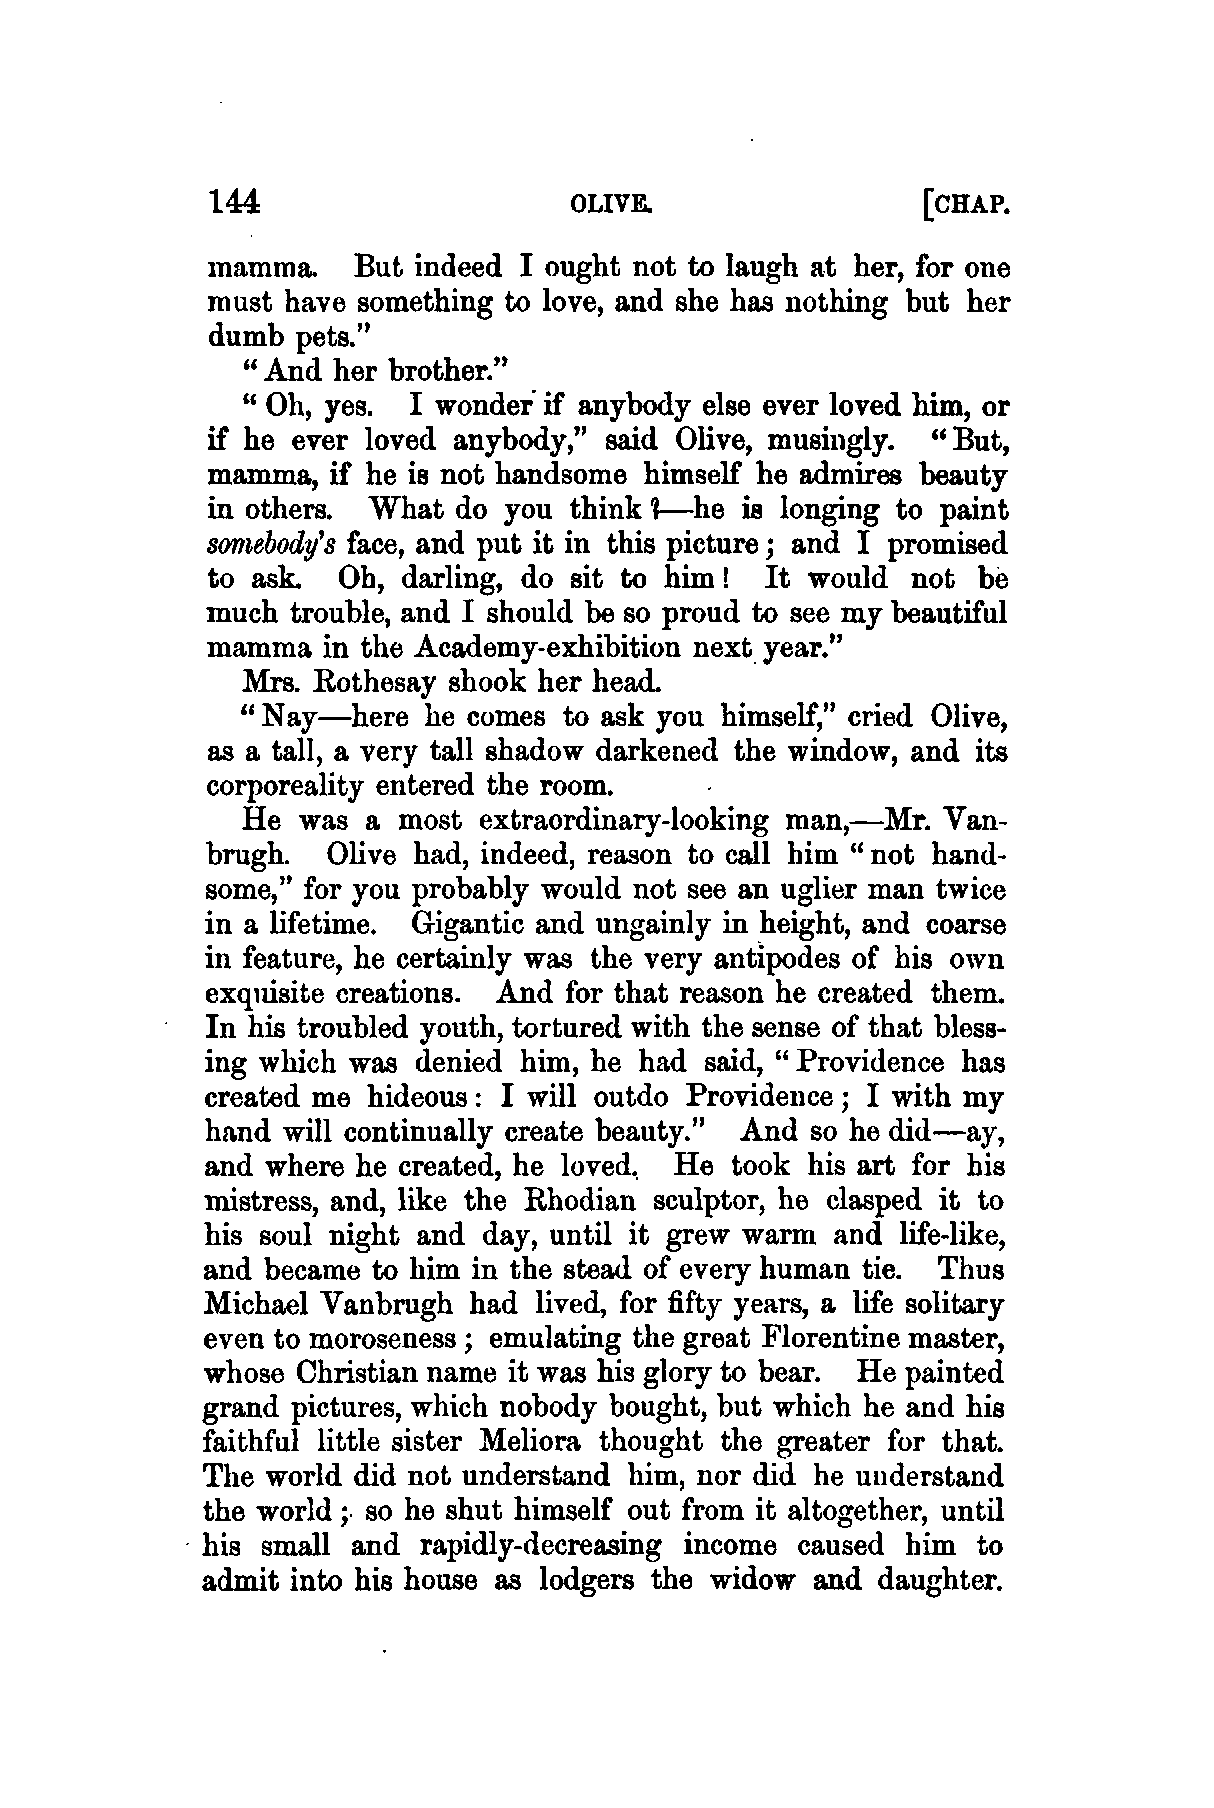 144 OLIVE. [CHAP.
mamma. But indeed I ought not to laugh at her, for one
must have something to love, and she has nothing but her
dumb pets."
"And her brother."
"Oh, yes. I wonder if anybody else ever loved him, or
if he ever loved anybody," said Olive, musingly. "But,
mamma, if he is not handsome himself he admires beauty
in others. What do you think?—he is longing to paint
somebody's face, and put it in this picture; and I promised
to ask. Oh, darling, do sit to him! It would not be
much trouble, and I should be so proud to see my beautiful
mamma in the Academy-exhibition next year."
Mrs. Rothesay shook her head.
"Nay—here he comes to ask you himself," cried Olive,
as a tall, a very tall shadow darkened the window, and its
corporeality entered the room.
He was a most extraordinary-looking man,—Mr. Van-
brugh. Olive had, indeed, reason to call him "not hand-
some," for you probably would not see an uglier man twice
in a lifetime. Gigantic and ungainly in height, and coarse
in feature, he certainly was the very antipodes of his own
exquisite creations. And for that reason he created them.
In his troubled youth, tortured with the sense of that bless-
ing which was denied him, he had said, "Providence has
created me hideous: I will outdo Providence; I with my
hand will continually create beauty." And so he did—ay,
and where he created, he loved. He took his art for his
mistress, and, like the Rhodian sculptor, he clasped it to
his soul night and day, until it grew warm and life-like,
and became to him in the stead of every human tie. Thus
Michael Vanbrugh had lived, for fifty years, a life solitary
even to moroseness; emulating the great Florentine master,
whose Christian name it was his glory to bear. He painted
grand pictures, which nobody bought, but which he and his
faithful little sister Meliora thought the greater for that.
The world did not understand him, nor did he understand
the world; so he shut himself out from it altogether, until
his small and rapidly-decreasing income caused him to
admit into his house as lodgers the widow and daughter.